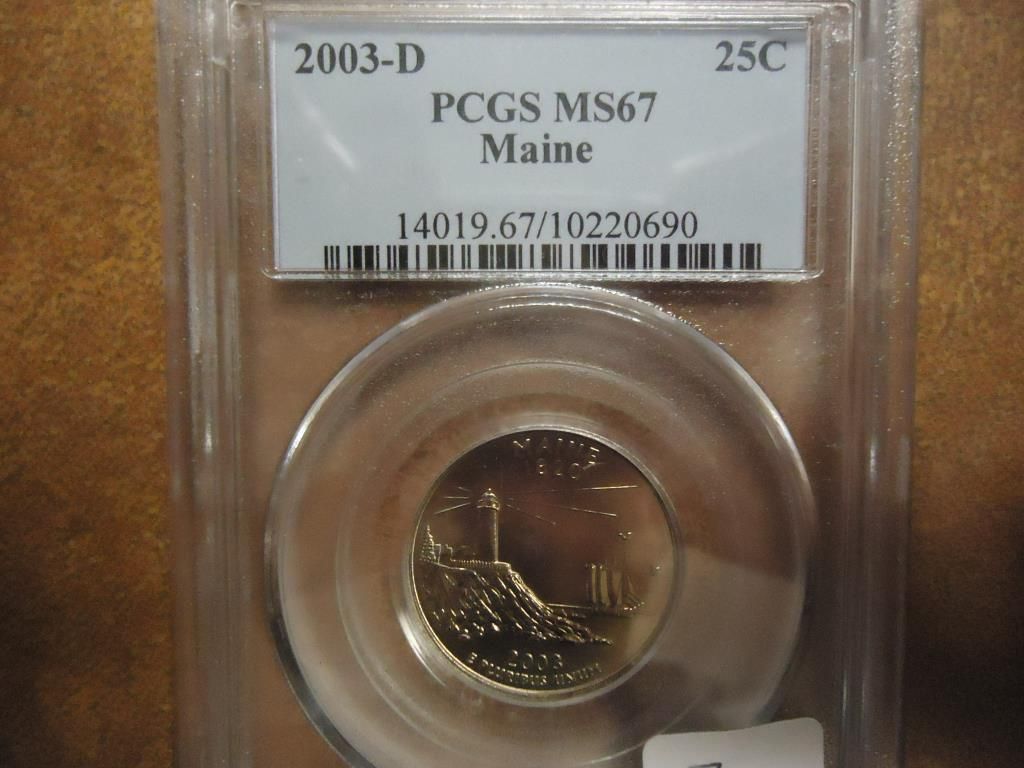 2003-D 25C
PCGS MS67
Maine
14019.67/10220690
MAINE
1820
2003
E PLURIBUS UNUM